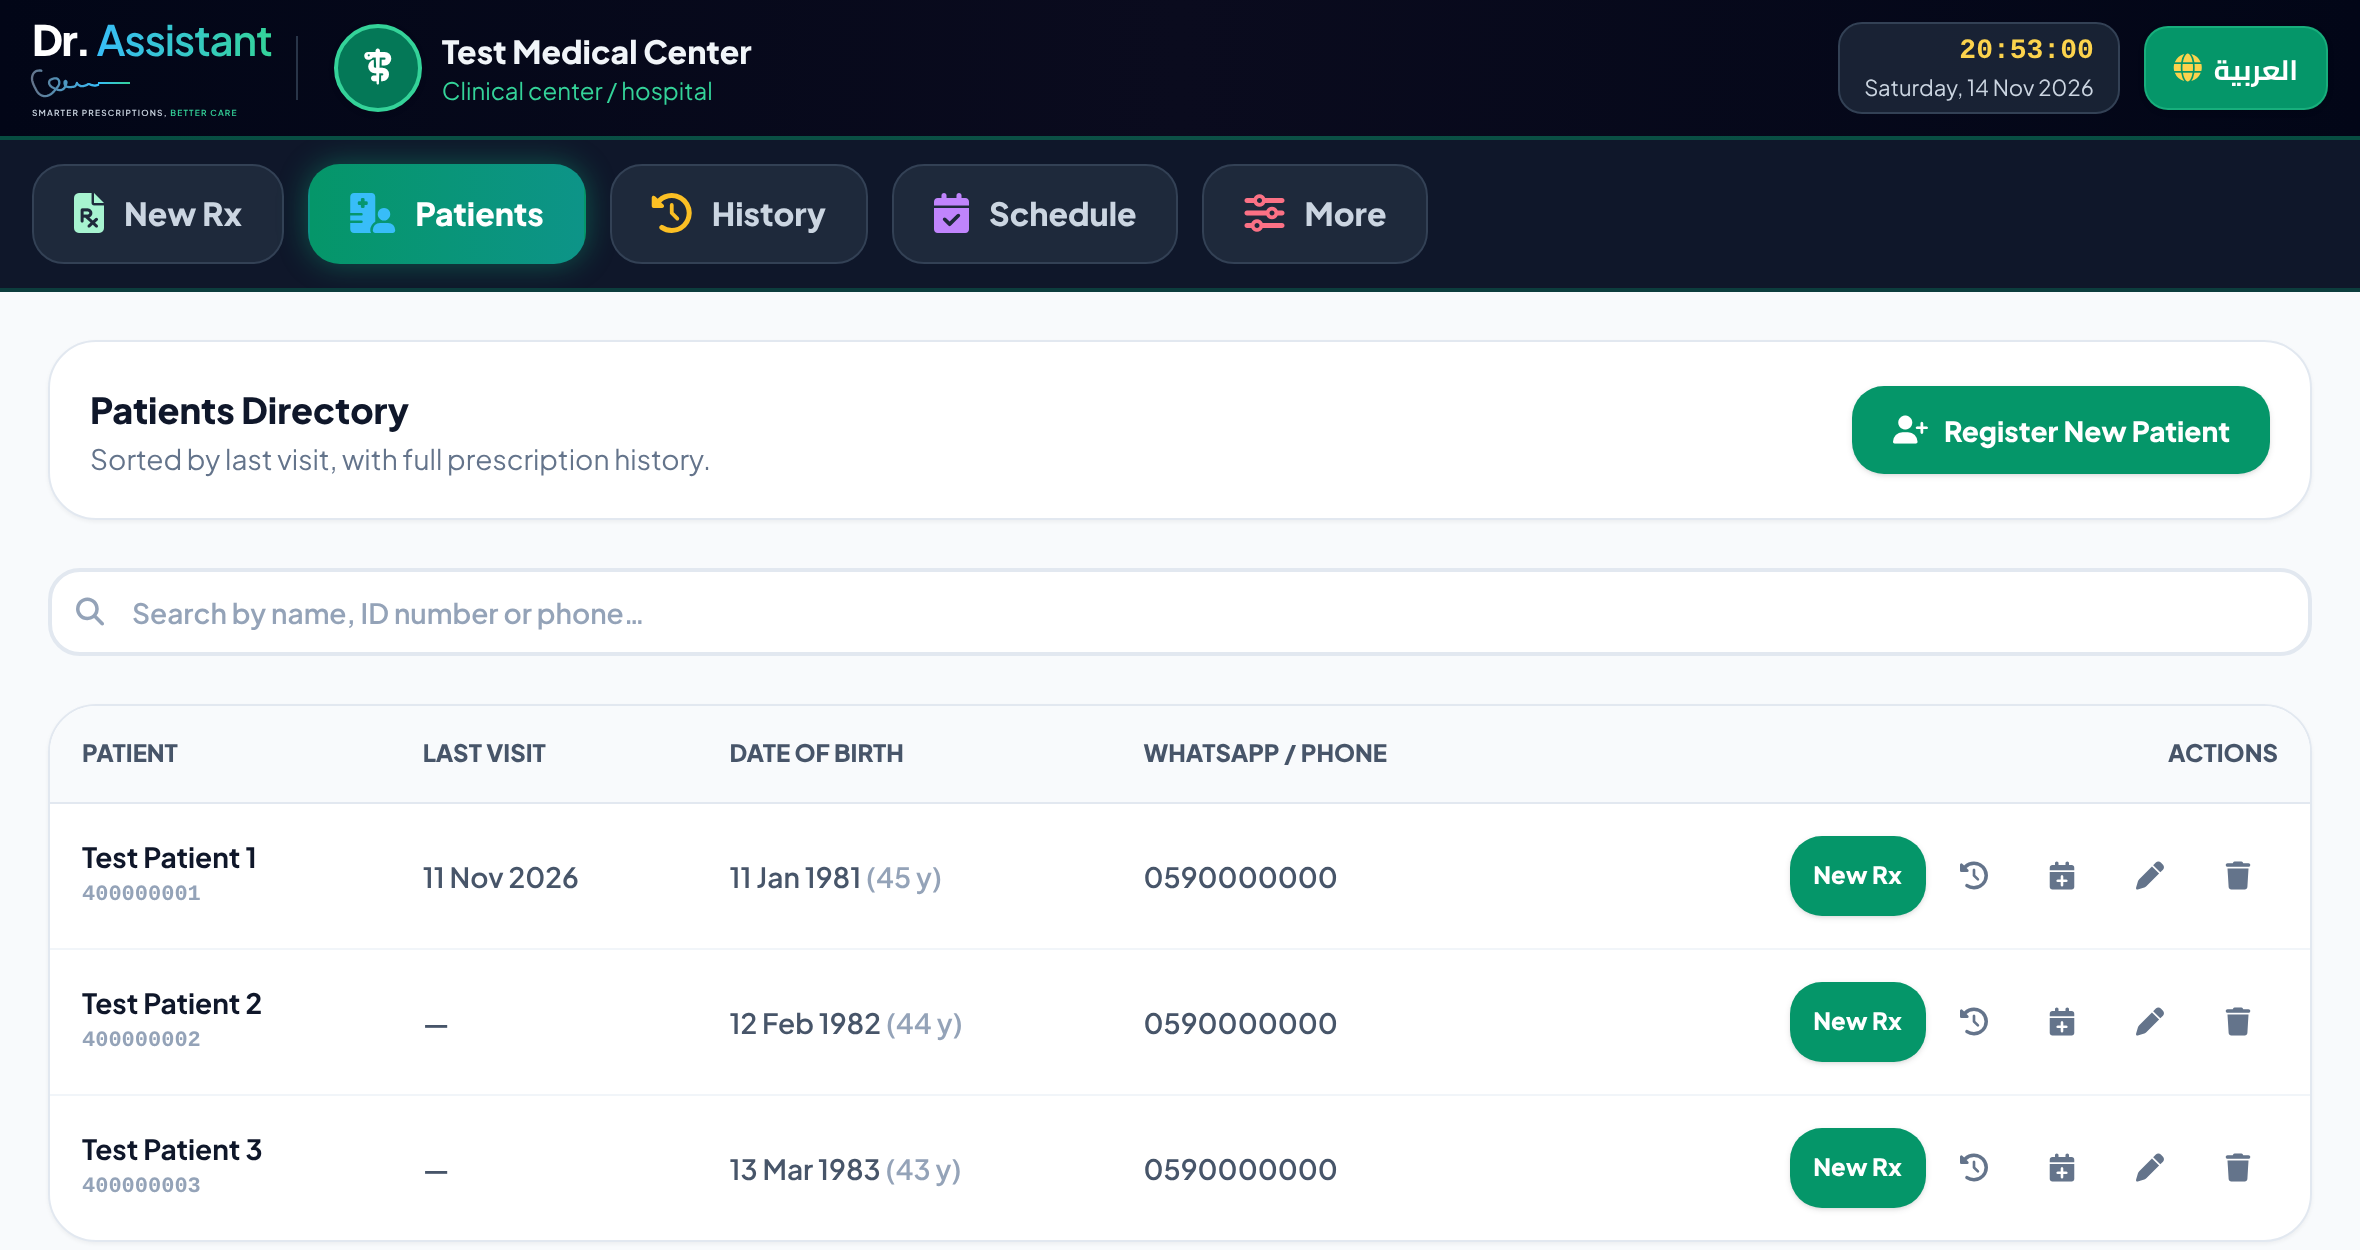 Dr. Assistant
SMARTER PRESCRIPTIONS, BETTER CARE
Test Medical Center
Clinical center / hospital
20:53:00
Saturday, 14 Nov 2026
العربية
New Rx
Patients
History
Schedule
More
Patients Directory
Sorted by last visit, with full prescription history.
Register New Patient
Search by name, ID number or phone...
PATIENT LAST VISIT DATE OF BIRTH WHATSAPP / PHONE ACTIONS
Test Patient 1
400000001
11 Nov 2026 11 Jan 1981 (45 y) 0590000000 New Rx
Test Patient 2
400000002
— 12 Feb 1982 (44 y) 0590000000 New Rx
Test Patient 3
400000003
— 13 Mar 1983 (43 y) 0590000000 New Rx